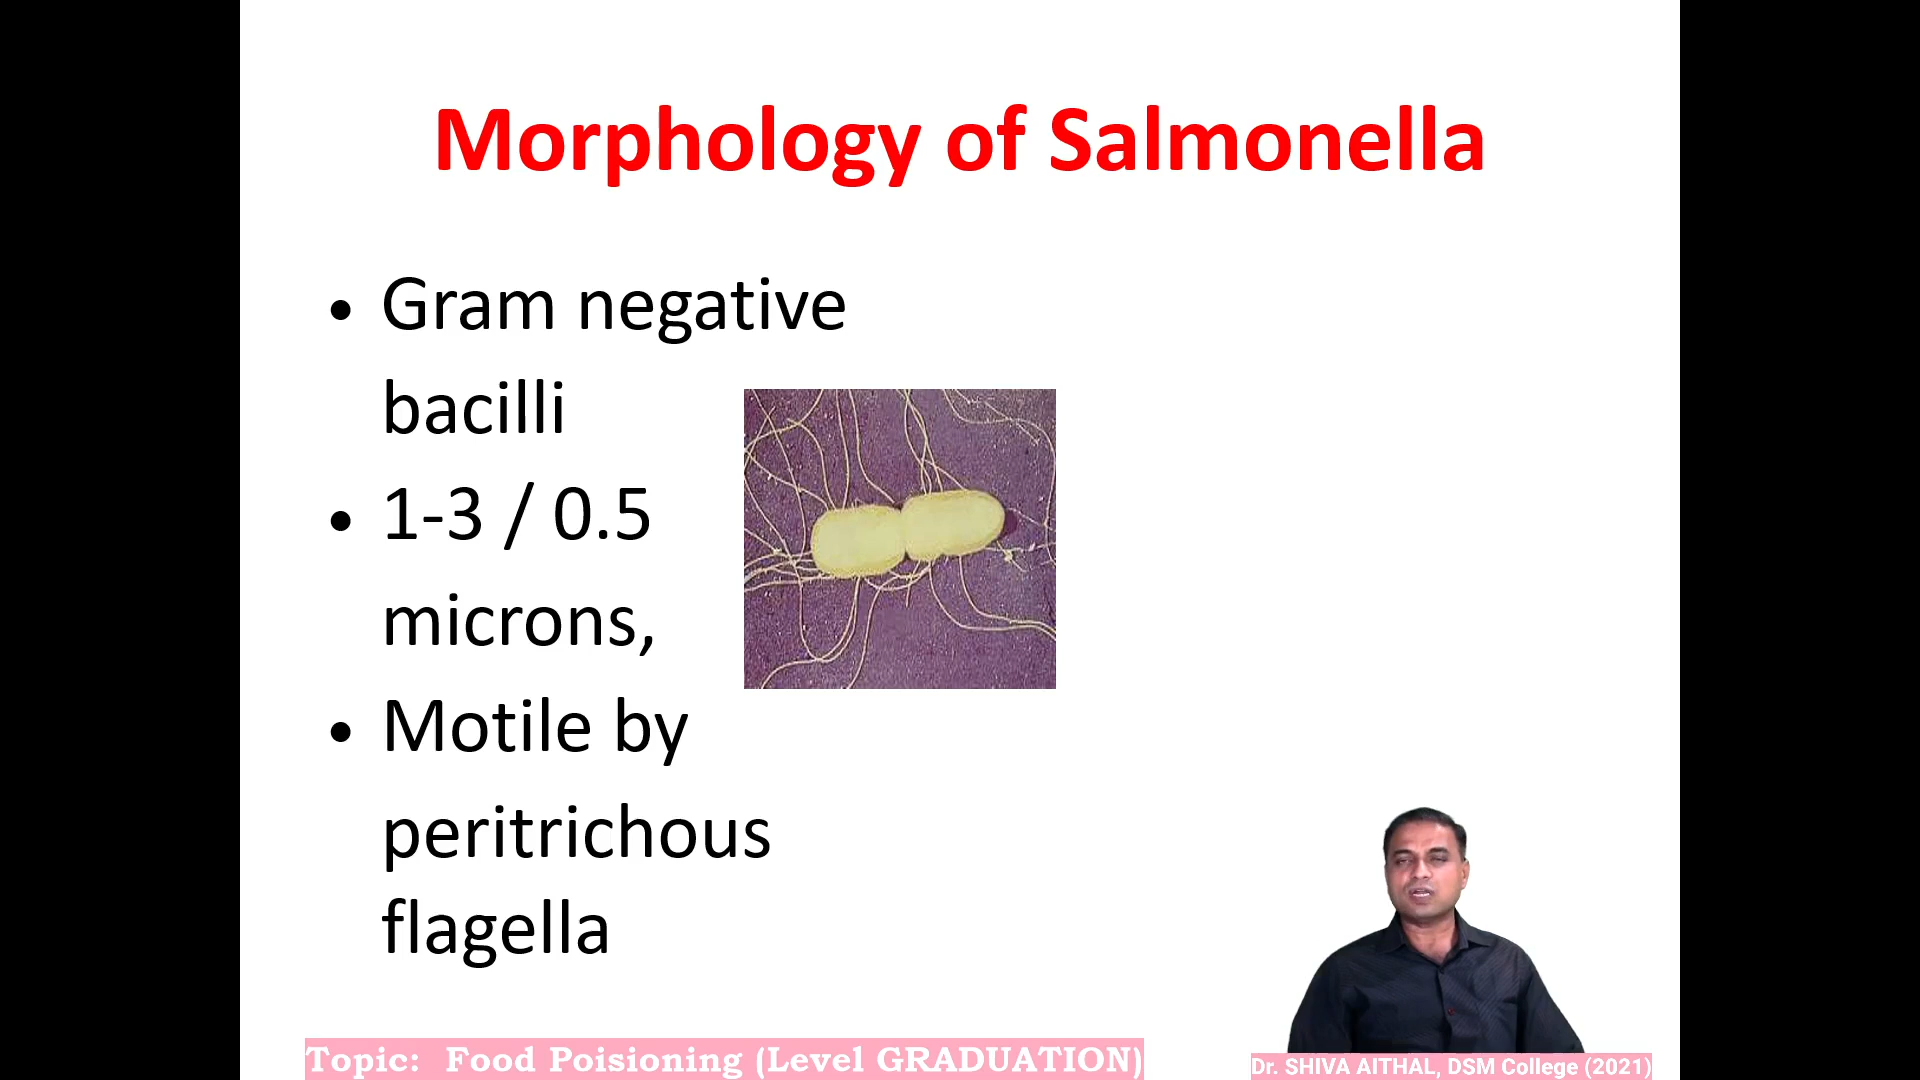 Morphology of Salmonella
• Gram negative
bacilli
• 1-3 / 0.5
microns,
• Motile by
peritrichous
flagella
Topic: Food Poisioning (Level GRADUATION)
Dr. SHIVA AITHAL, DSM College (2021)